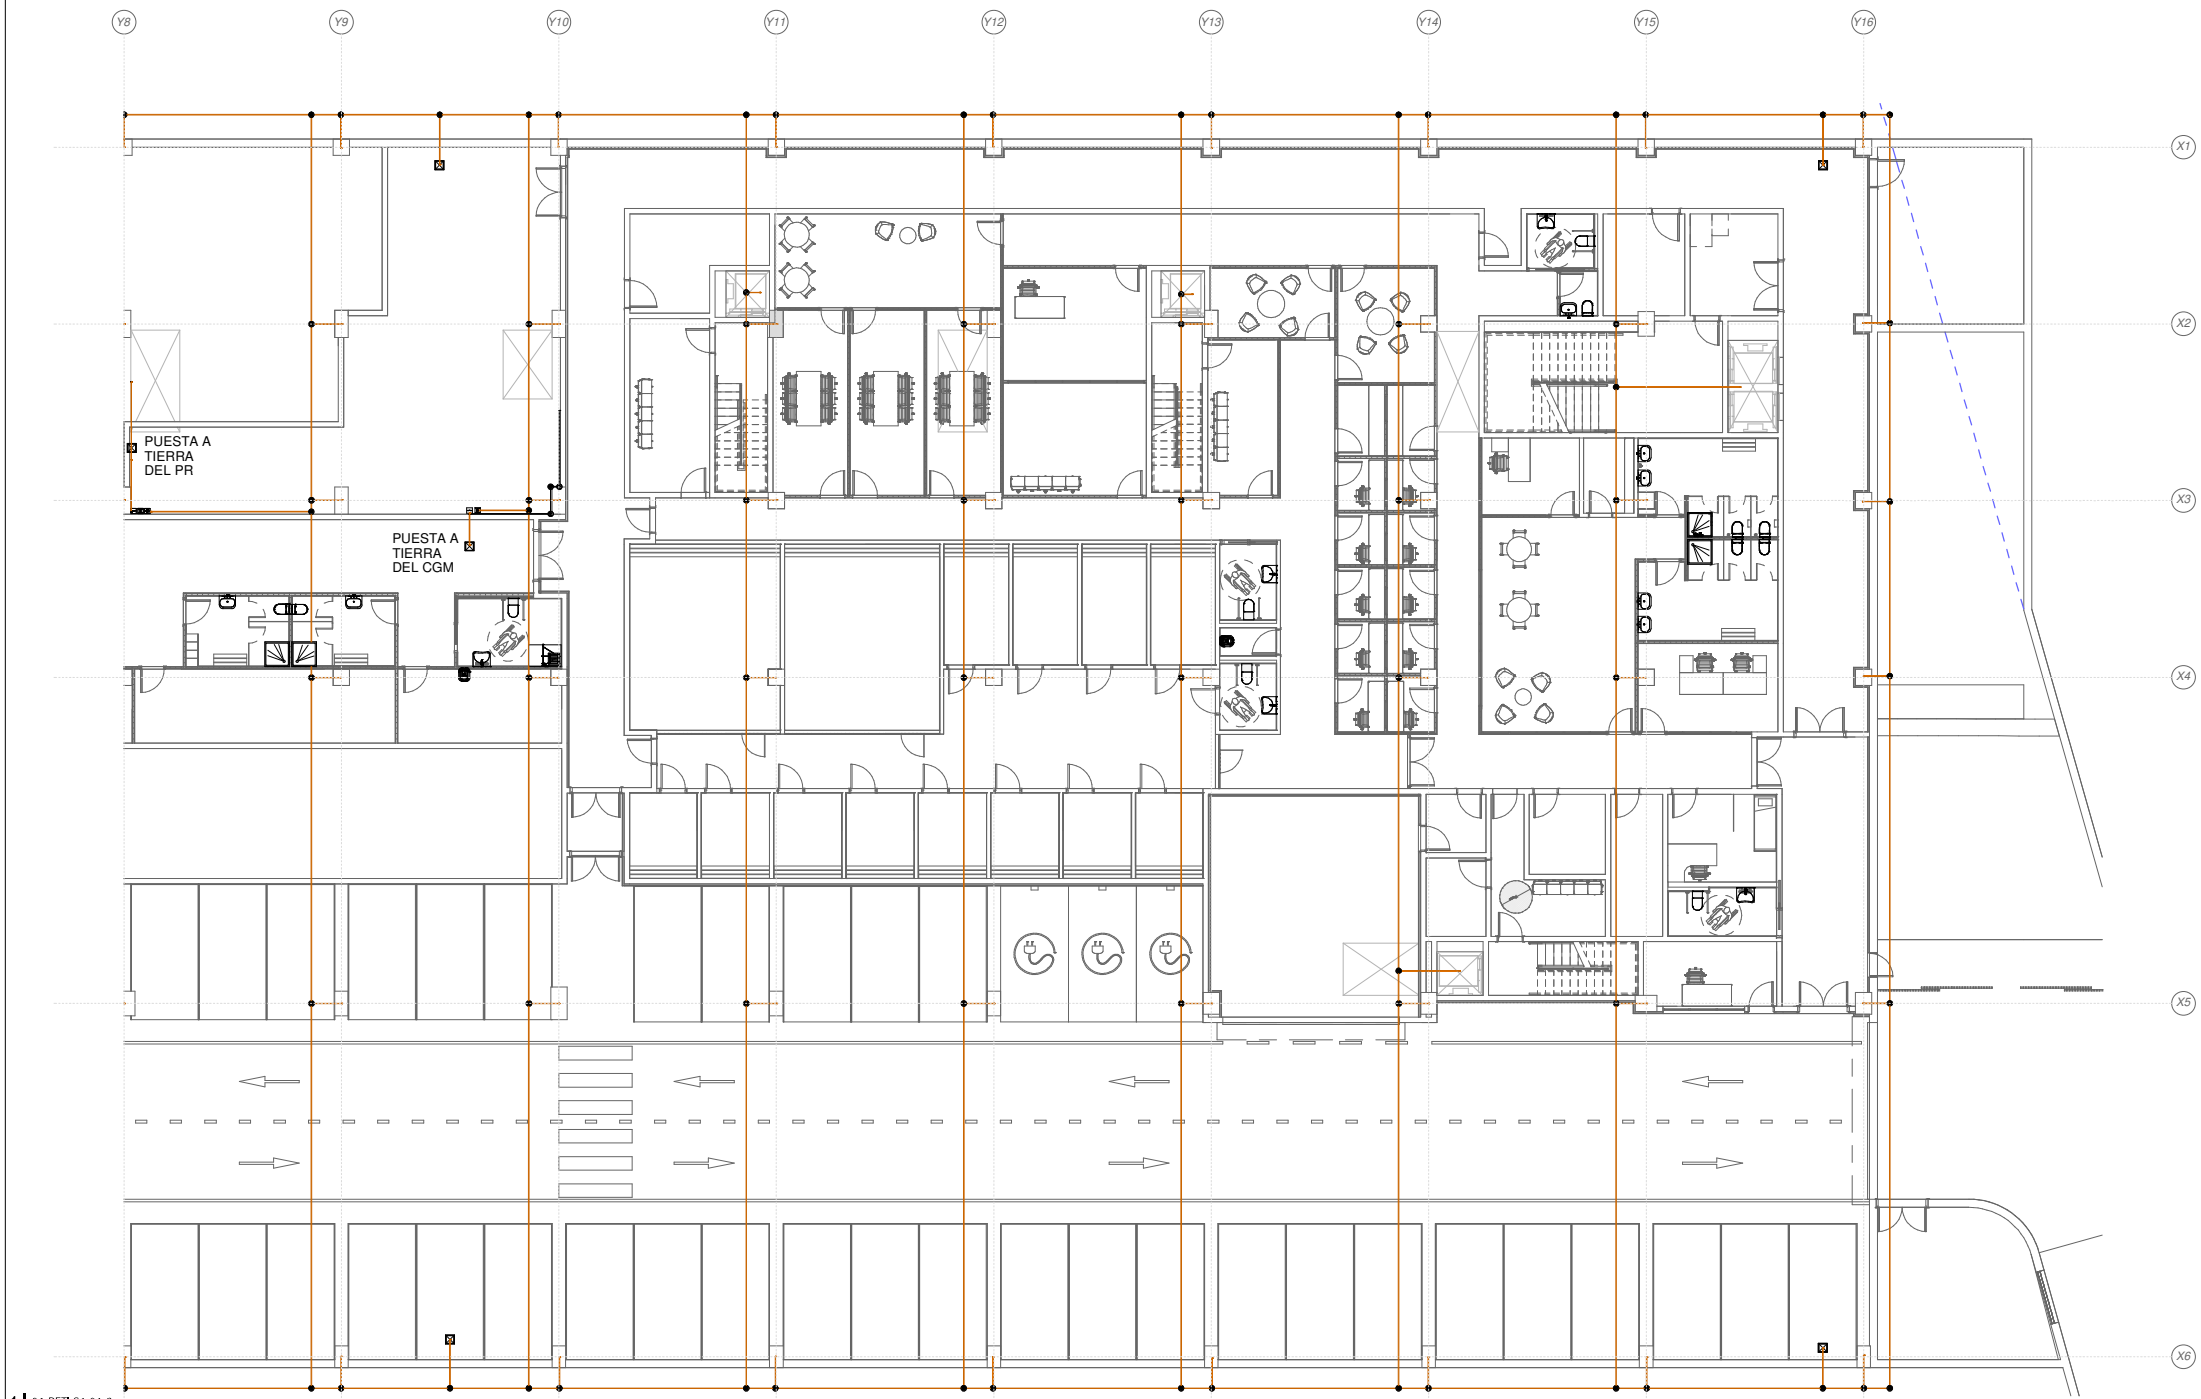 Y8 Y9 Y10 Y11 Y12 Y13 Y14 Y15 Y16
X1
X2
PUESTA A
TIERRA
DEL PR
X3
PUESTA A
TIERRA
DEL CGM
X4
X5
X6